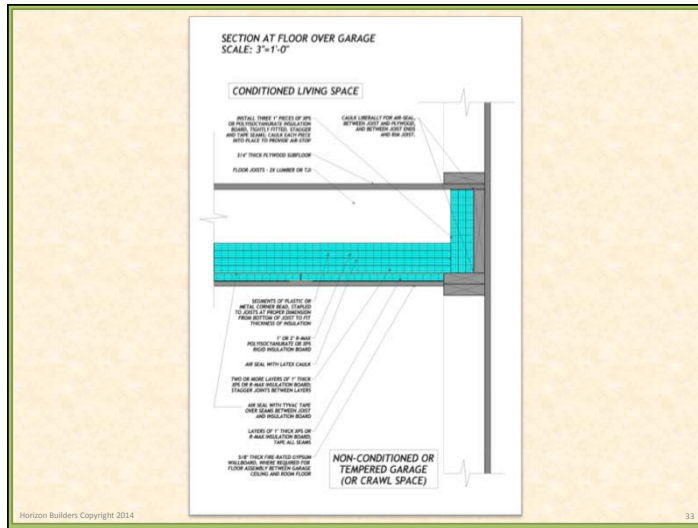 SECTION AT FLOOR OVER GARAGE
SCALE: 3"=1'-0"
CONDITIONED LIVING SPACE
INSTALL THREE 1" PIECES OF XPS
OR POLYISOCYANURATE INSULATION
BOARD, TIGHTLY FITTED. STAGGER
AND TAPE SEAMS; CAULK EACH PIECE
INTO PLACE TO PROVIDE AIR-STOP
CAULK LIBERALLY FOR AIR-SEAL,
BETWEEN JOIST AND PLYWOOD,
AND BETWEEN JOIST ENDS
AND RIM JOIST.
3/4" THICK PLYWOOD SUBFLOOR
FLOOR JOISTS - 2X LUMBER OR TJI
SEGMENTS OF PLASTIC OR
METAL CORNER BEAD, STAPLED
TO JOISTS AT PROPER DIMENSION
FROM BOTTOM OF JOIST TO FIT
THICKNESS OF INSULATION
1" OR 2" R-MAX
POLYISOCYANURATE OR XPS
RIGID INSULATION BOARD
AIR SEAL WITH LATEX CAULK
TWO OR MORE LAYERS OF 1" THICK
XPS OR R-MAX INSULATION BOARD;
STAGGER JOINTS BETWEEN LAYERS
AIR SEAL WITH TYVAC TAPE
OVER SEAMS BETWEEN JOIST
AND INSULATION BOARD
LAYERS OF 1" THICK XPS OR
R-MAX INSULATION BOARD;
TAPE ALL SEAMS
5/8" THICK FIRE-RATED GYPSUM
WALLBOARD, WHERE REQUIRED FOR
FLOOR ASSEMBLY BETWEEN GARAGE
CEILING AND ROOM FLOOR
NON-CONDITIONED OR
TEMPERED GARAGE
(OR CRAWL SPACE)
Horizon Builders Copyright 2014
33